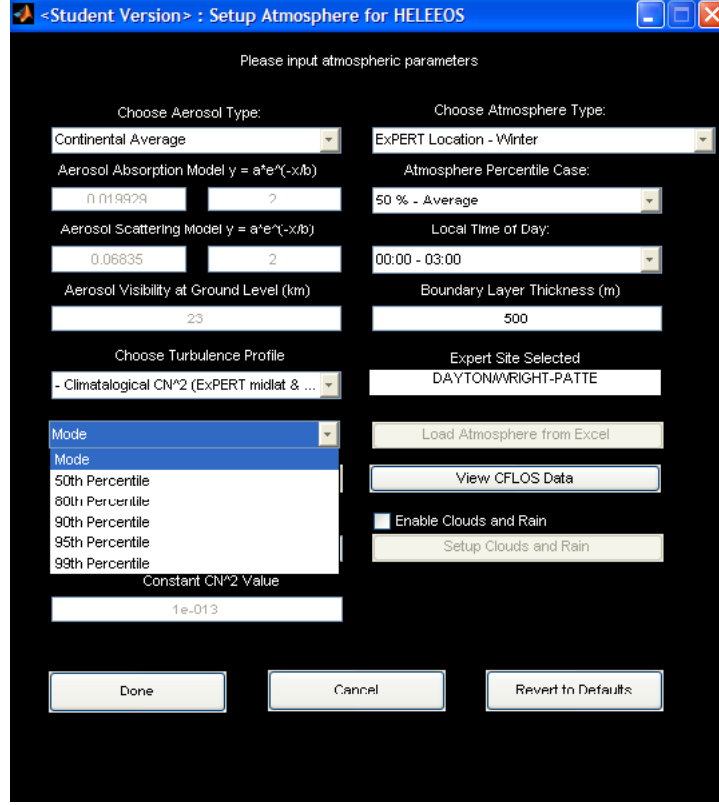 <Student Version> : Setup Atmosphere for HELEEOS
Please input atmospheric parameters
Choose Aerosol Type:
Continental Average
Aerosol Absorption Model y = a*e^(-x/b)
0.019929 2
Aerosol Scattering Model y = a*e^(-x/b)
0.06835 2
Aerosol Visibility at Ground Level (km)
23
Choose Turbulence Profile
- Climatalogical CN^2 (ExPERT midlat & ...
Mode
Mode
50th Percentile
80th Percentile
90th Percentile
95th Percentile
99th Percentile
Constant CN^2 Value
1e-013
Choose Atmosphere Type:
ExPERT Location - Winter
Atmosphere Percentile Case:
50 % - Average
Local Time of Day:
00:00 - 03:00
Boundary Layer Thickness (m)
500
Expert Site Selected
DAYTON/WRIGHT-PATTE
Load Atmosphere from Excel
View CFLOS Data
Enable Clouds and Rain
Setup Clouds and Rain
Done
Cancel
Revert to Defaults